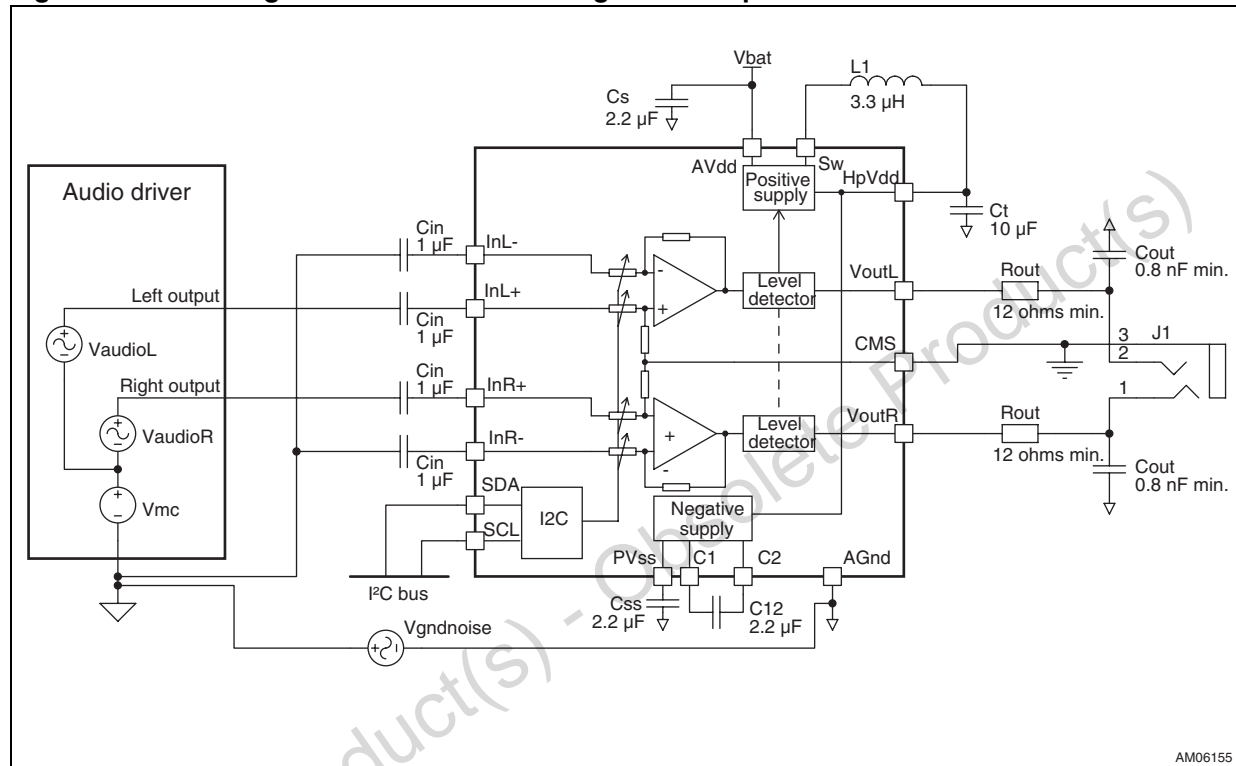 Vbat
L1
3.3 µH
Cs
2.2 µF
AVdd
Sw
HpVdd
Positive
supply
Ct
10 µF
Audio driver
Cin
1 µF
InL-
-
Level
detector
VoutL
Rout
12 ohms min.
Cout
0.8 nF min.
Left output
InL+
+
Cin
1 µF
VaudioL
CMS
3
J1
2
Right output
Cin
1 µF
InR+
1
VaudioR
+
Level
detector
VoutR
Rout
12 ohms min.
InR-
-
Cin
1 µF
Cout
0.8 nF min.
Vmc
SDA
SCL
I2C
Negative
supply
PVss
C1
C2
AGnd
I²C bus
Css
2.2 µF
C12
2.2 µF
Vgndnoise
duct(s) - Obsolete Product(s)
AM06155